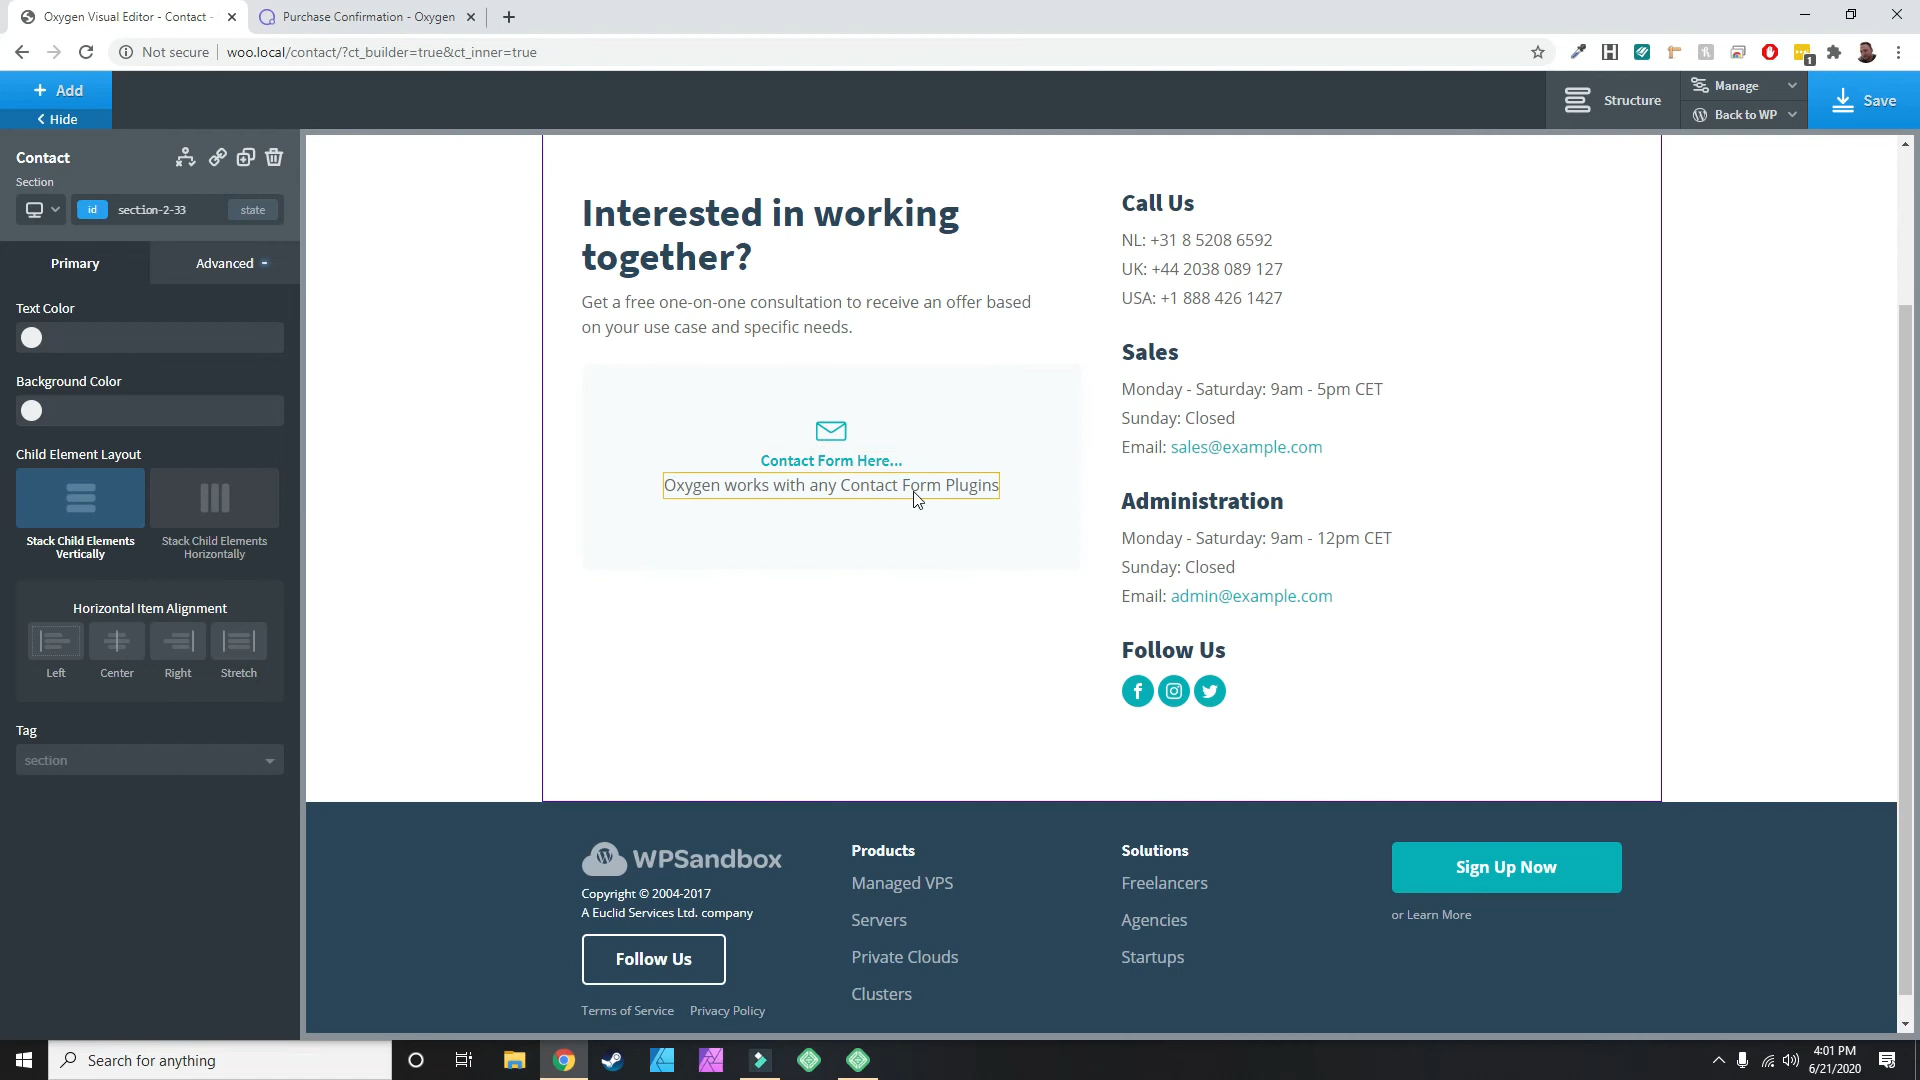 Oxygen Visual Editor - Contact -
Purchase Confirmation - Oxygen
Not secure
woo.local/contact/?ct_builder=true&ct_inner=true
1
+ Add
< Hide
Structure
Manage
Back to WP
Save
Contact
Section
id
section-2-33
state
Primary
Advanced
Text Color
Background Color
Child Element Layout
Stack Child Elements
Vertically
Stack Child Elements
Horizontally
Horizontal Item Alignment
Left
Center
Right
Stretch
Tag
section
Interested in working
together?
Get a free one-on-one consultation to receive an offer based
on your use case and specific needs.
Contact Form Here...
Oxygen works with any Contact Form Plugins
Call Us
NL: +31 8 5208 6592
UK: +44 2038 089 127
USA: +1 888 426 1427
Sales
Monday - Saturday: 9am - 5pm CET
Sunday: Closed
Email: sales@example.com
Administration
Monday - Saturday: 9am - 12pm CET
Sunday: Closed
Email: admin@example.com
Follow Us
WPSandbox
Copyright © 2004-2017
A Euclid Services Ltd. company
Follow Us
Terms of Service
Privacy Policy
Products
Managed VPS
Servers
Private Clouds
Clusters
Solutions
Freelancers
Agencies
Startups
Sign Up Now
or Learn More
Search for anything
4:01 PM
6/21/2020